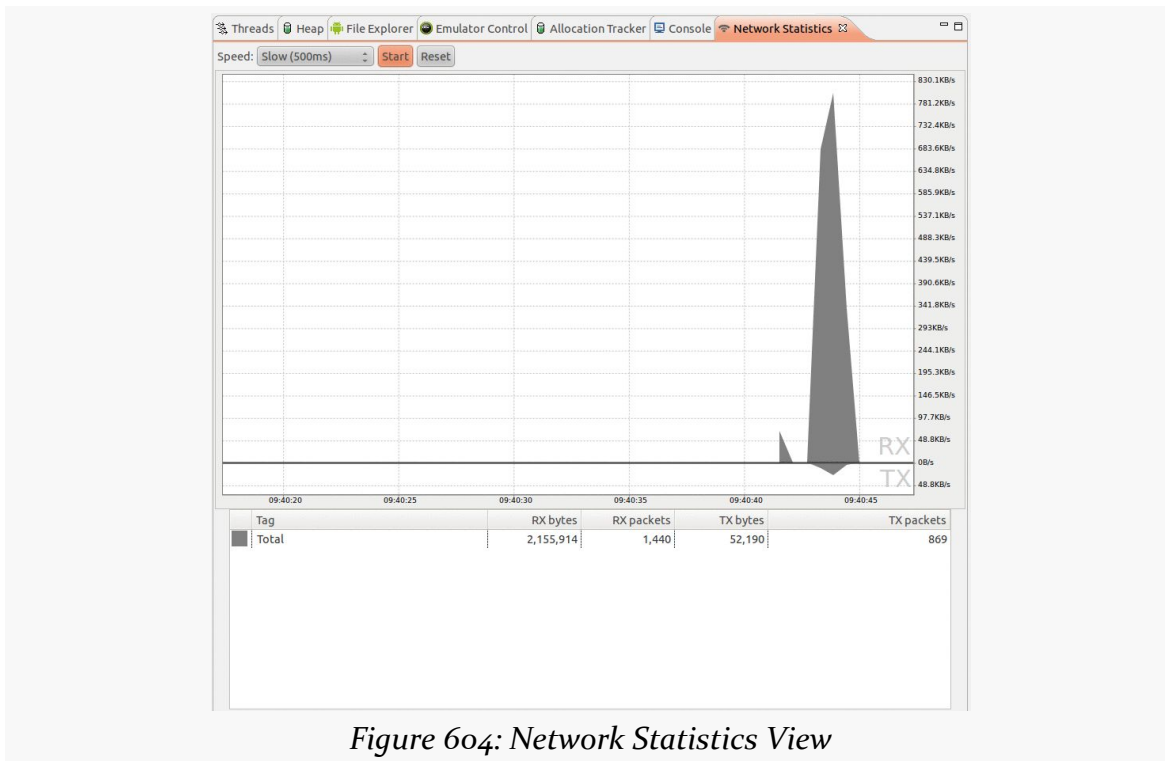 Threads Heap File Explorer Emulator Control Allocation Tracker Console Network Statistics
Speed: Slow (500ms) Start Reset
830.1KB/s
781.2KB/s
732.4KB/s
683.6KB/s
634.8KB/s
585.9KB/s
537.1KB/s
488.3KB/s
439.5KB/s
390.6KB/s
341.8KB/s
293KB/s
244.1KB/s
195.3KB/s
146.5KB/s
97.7KB/s
48.8KB/s
RX
0B/s
TX
48.8KB/s
09:40:20 09:40:25 09:40:30 09:40:35 09:40:40 09:40:45
Tag RX bytes RX packets TX bytes TX packets
Total 2,155,914 1,440 52,190 869
Figure 604: Network Statistics View